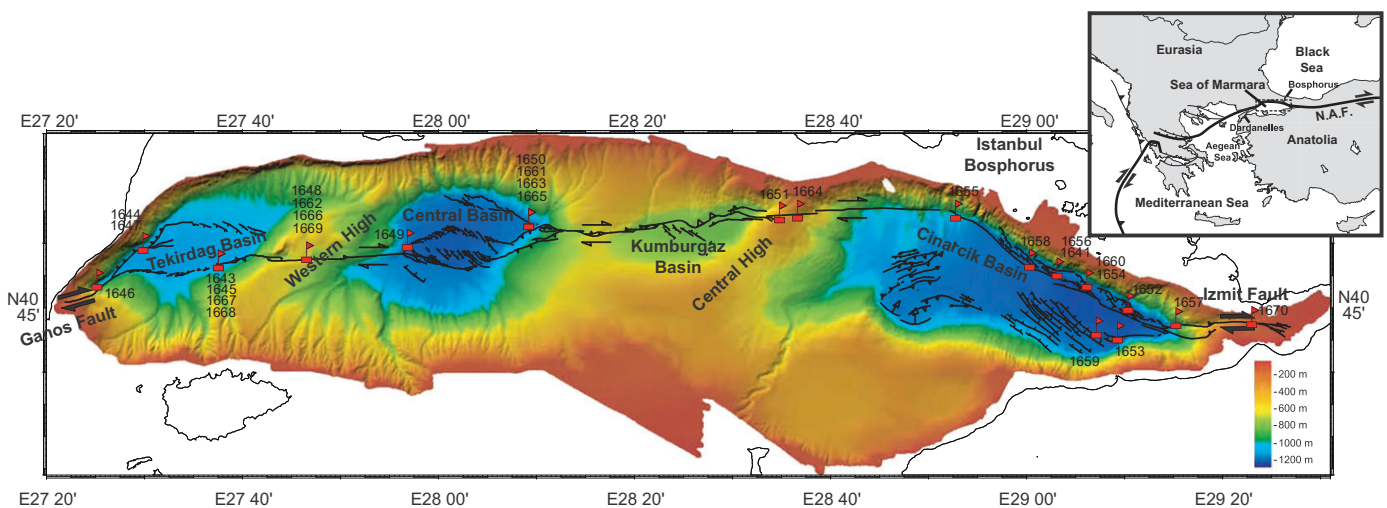 Eurasia
Black
Sea
Sea of Marmara
Bosphorus
N.A.F.
Dardanelles
Anatolia
Aegean
Sea
Mediterranean Sea
E27 20'
E27 40'
E28 00'
E28 20'
E28 40'
E29 00'
Istanbul
Bosphorus
1650
1661
1663
1665
1648
1662
1666
1669
1651
1664
1655
1644
1647
Central Basin
1649
Tekirdag Basin
Western High
Kumburgaz
Basin
Central High
Cinarcik Basin
1658
1656
1641
1660
1654
1652
1657
Izmit Fault
1670
1646
1643
1645
1667
1668
N40
45'
Ganos Fault
N40
45'
1659
1653
-200 m
-400 m
-600 m
-800 m
-1000 m
-1200 m
E27 20'
E27 40'
E28 00'
E28 20'
E28 40'
E29 00'
E29 20'